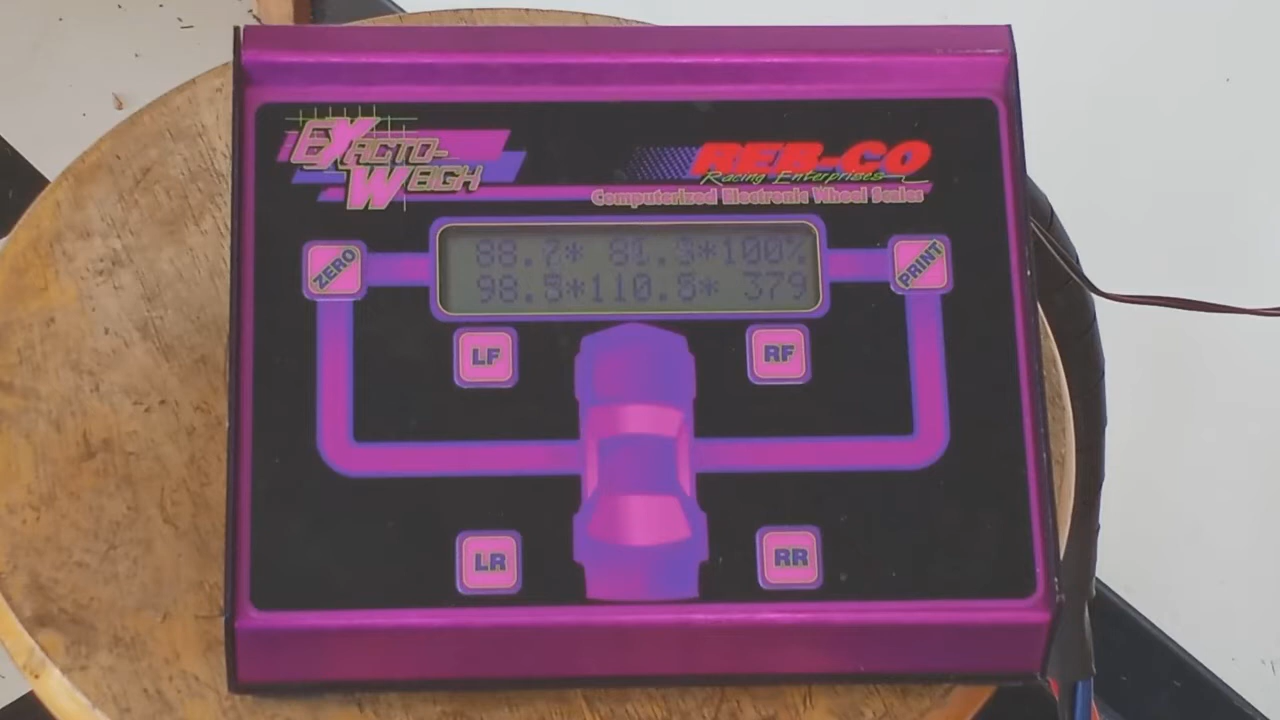 EXACTO-
WEIGH
REB-CO
Racing Enterprises
Computerized Electronic Wheel Scales
88.7* 81.3*100%
98.5*110.5* 379
ZERO
PRINT
LF
RF
LR
RR